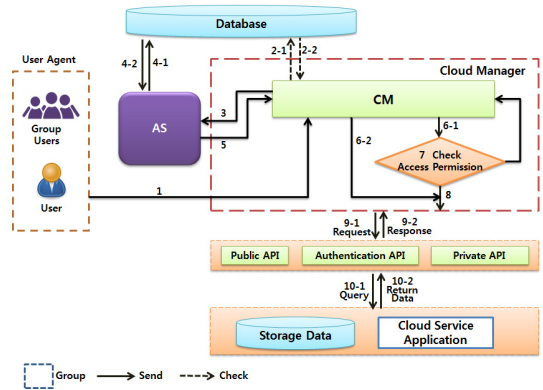 Database
4-2
4-1
2-1
2-2
User Agent
Cloud Manager
Group
Users
AS
CM
3
5
6-1
6-2
7 Check
Access Permission
User
1
8
9-1
Request
9-2
Response
Public API
Authentication API
Private API
10-1
Query
10-2
Return
Data
Storage Data
Cloud Service
Application
Group
Send
Check